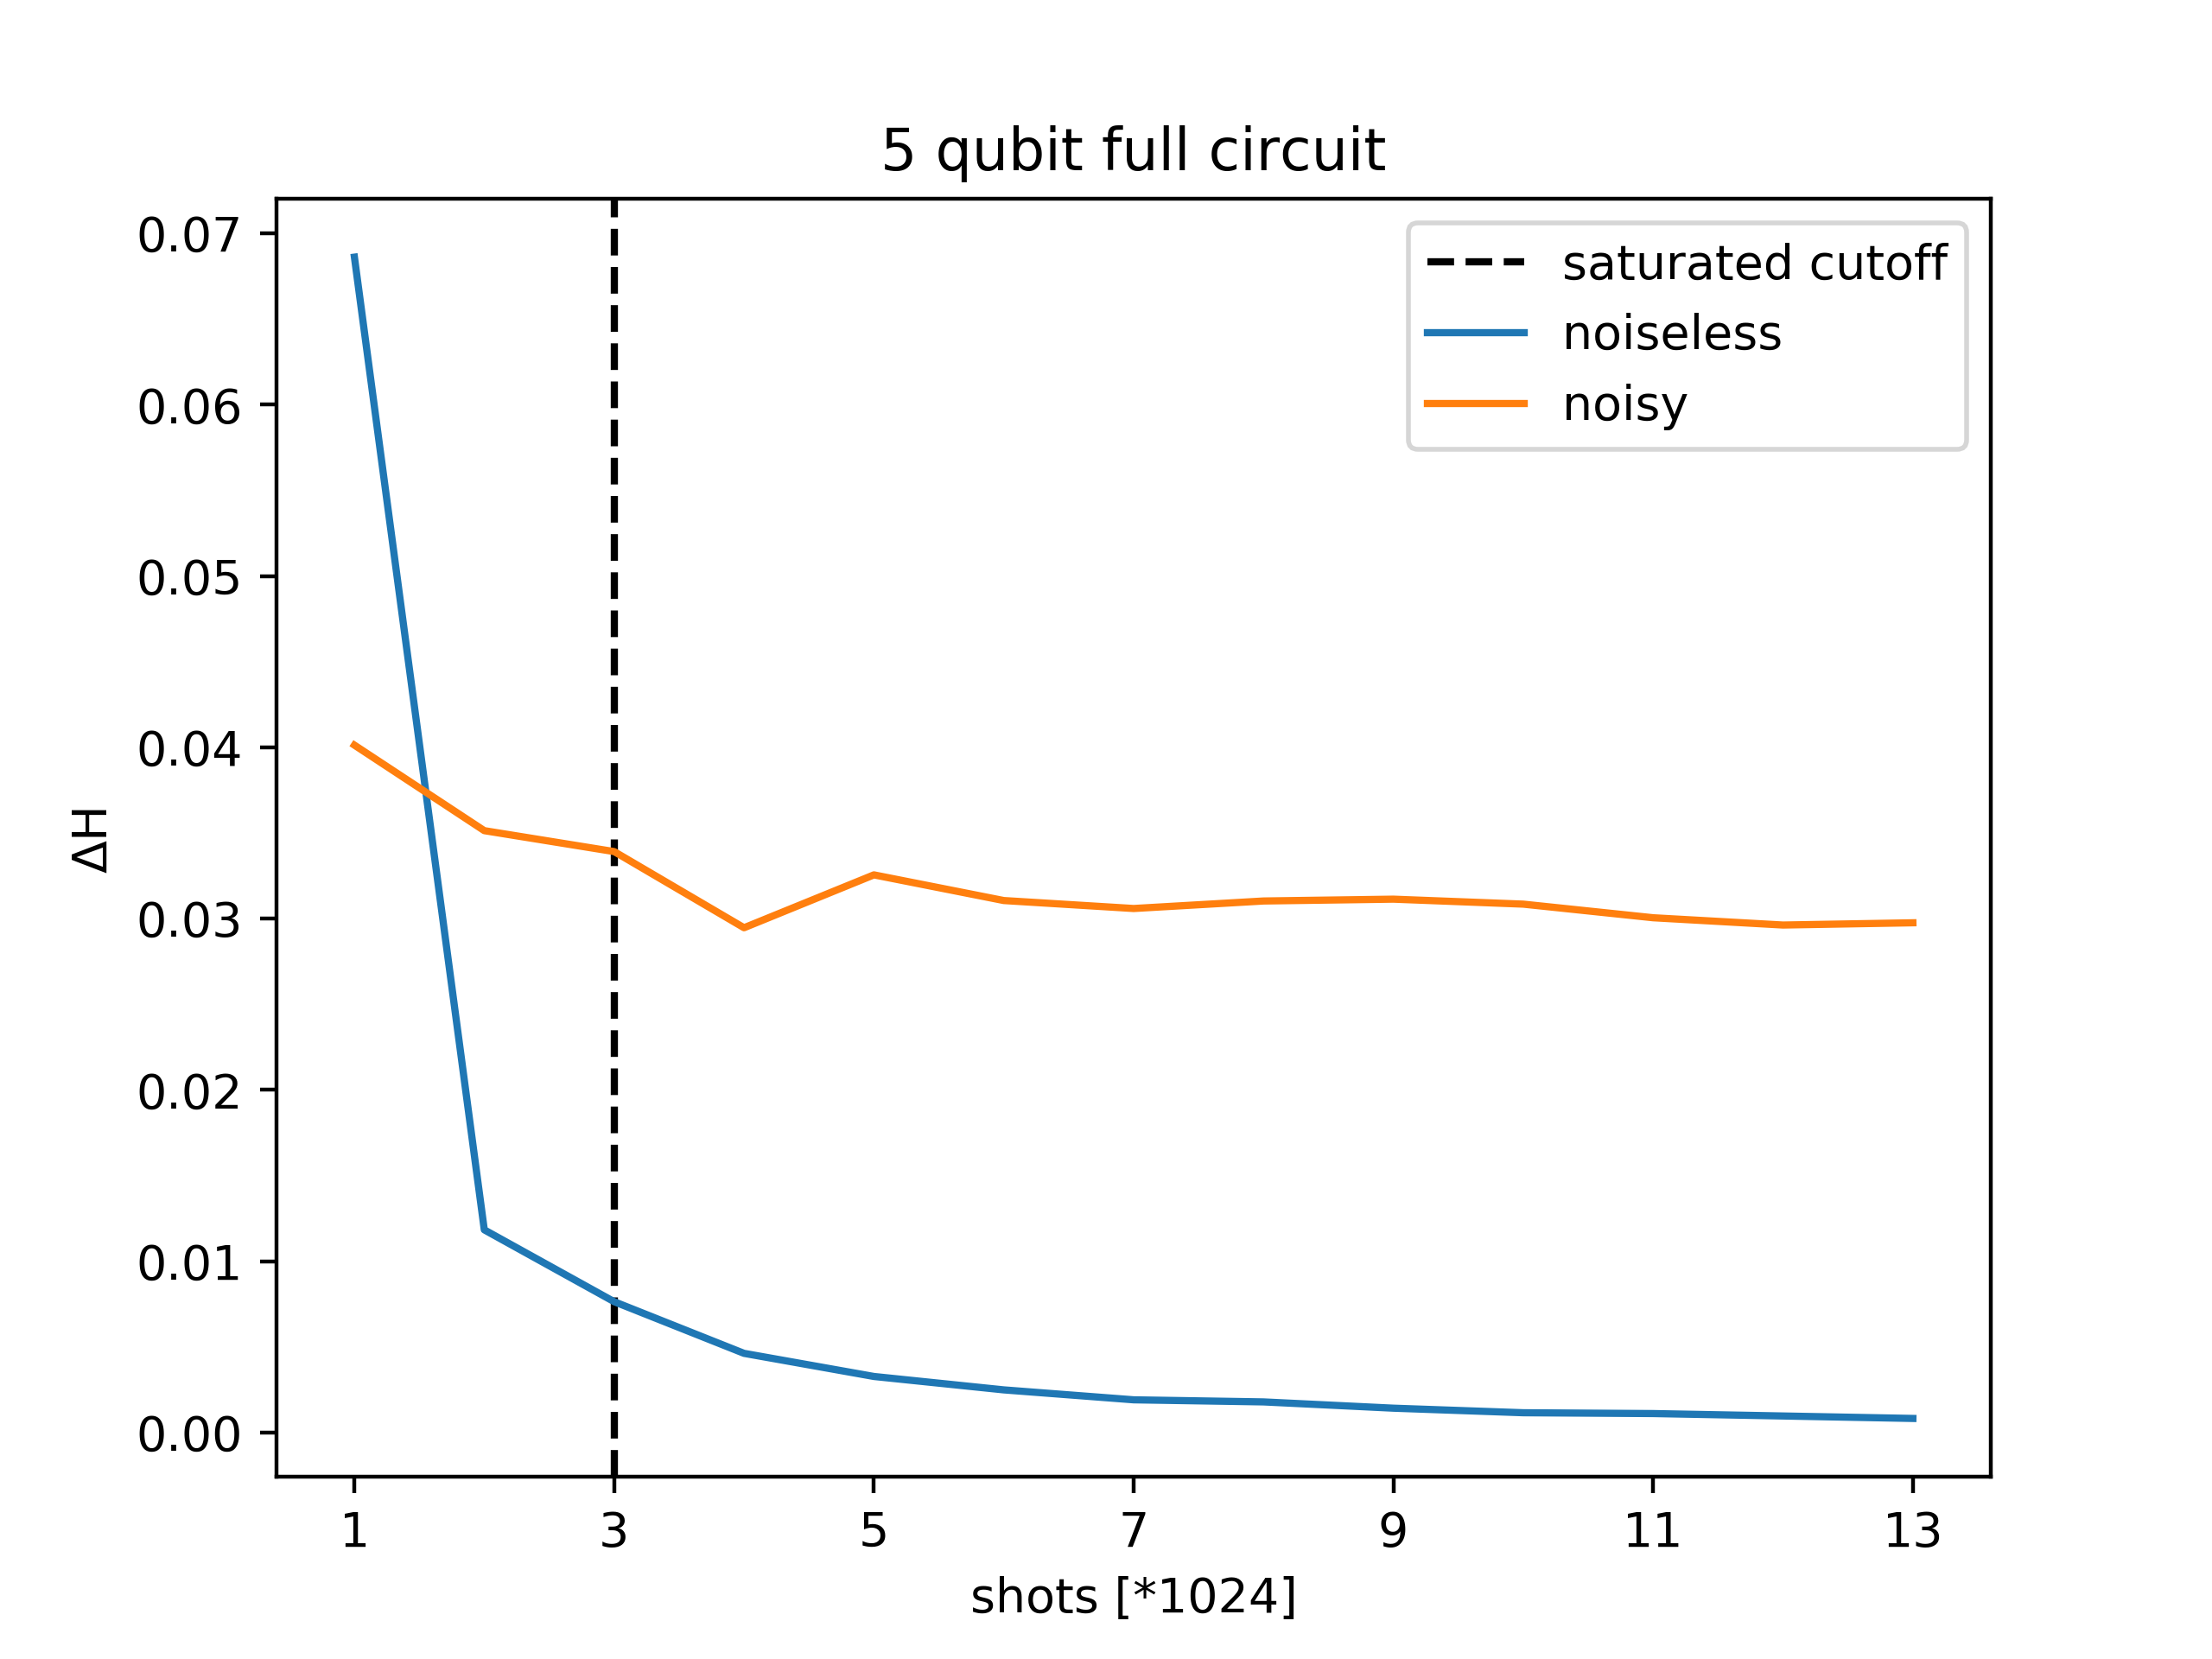 5 qubit full circuit
saturated cutoff
noiseless
noisy
0.07
0.06
0.05
0.04
0.03
0.02
0.01
0.00
ΔH
1 3 5 7 9 11 13
shots [*1024]